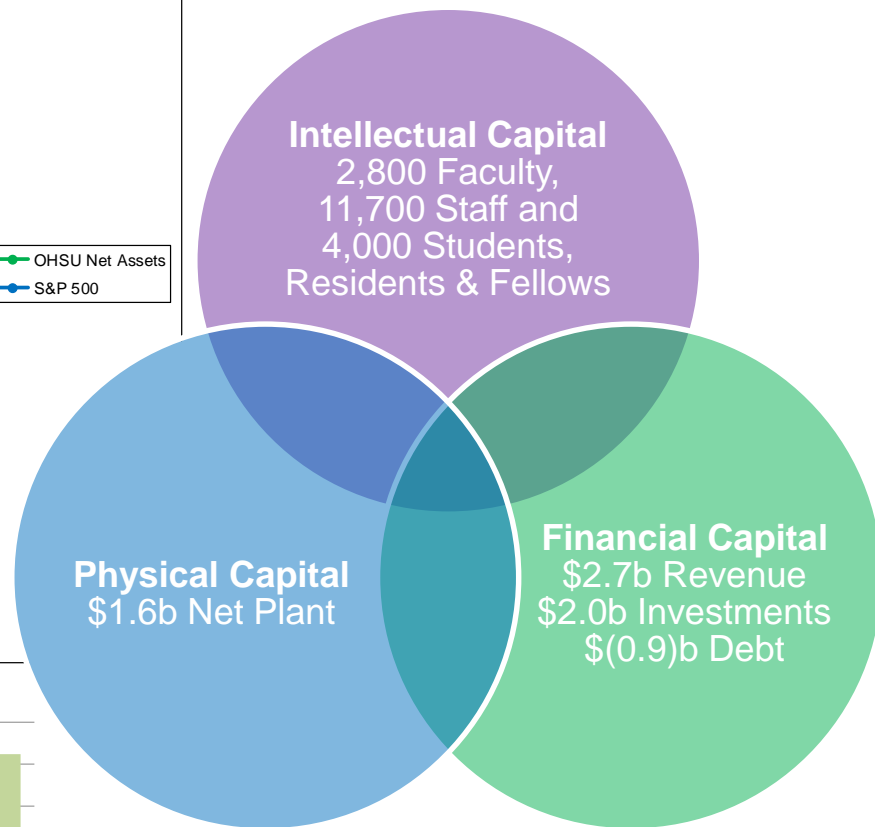 Intellectual Capital
2,800 Faculty,
11,700 Staff and
4,000 Students,
Residents & Fellows
OHSU Net Assets
S&P 500
Physical Capital
$1.6b Net Plant
Financial Capital
$2.7b Revenue
$2.0b Investments
$(0.9)b Debt